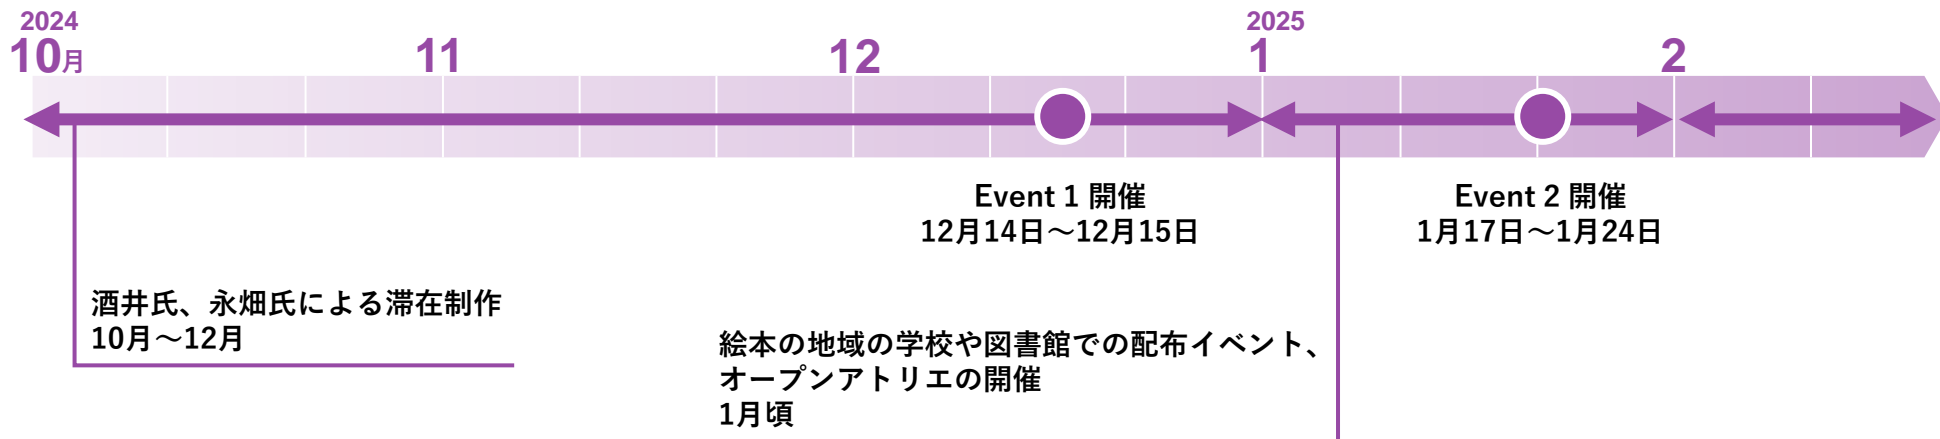 2024
10月
11
12
2025
1
2
Event 1 開催
12月14日〜12月15日
Event 2 開催
1月17日〜1月24日
酒井氏、永畑氏による滞在制作
10月〜12月
絵本の地域の学校や図書館での配布イベント、
オープンアトリエの開催
1月頃